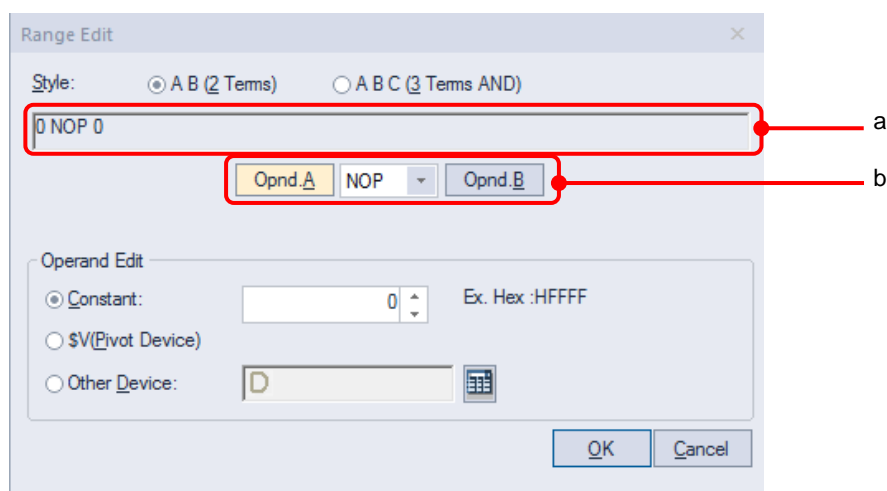 Range Edit
Style: A B (2 Terms) A B C (3 Terms AND)
0 NOP 0
a
Opnd.A NOP Opnd.B
b
Operand Edit
Constant: 0 Ex. Hex :HFFFF
$V(Pivot Device)
Other Device: D
OK Cancel